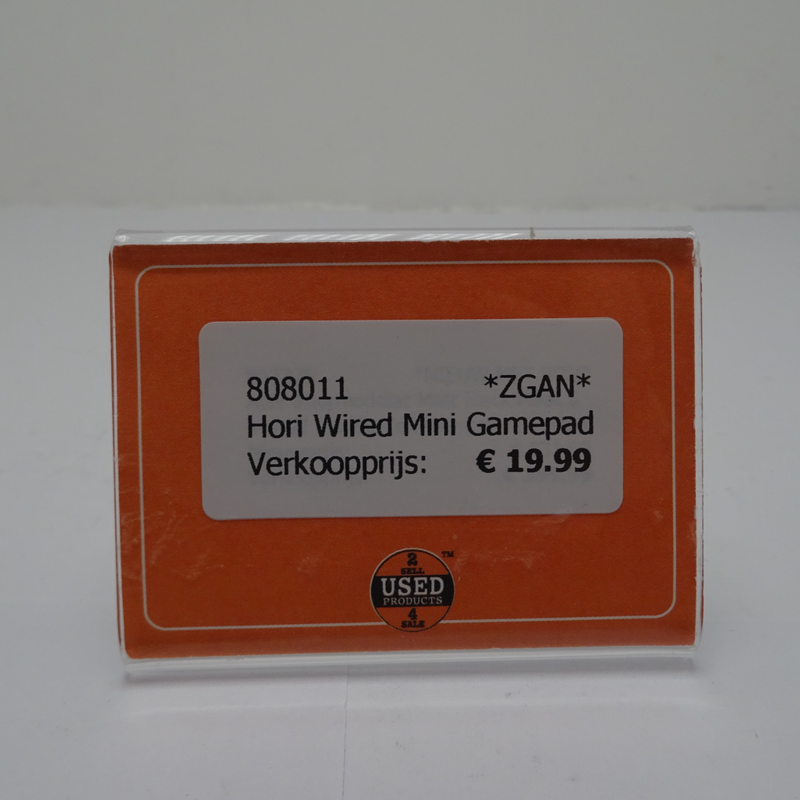 808011 *ZGAN*
Hori Wired Mini Gamepad
Verkoopprijs: € 19.99
2 TM
SELL
USED
PRODUCTS
4
SALE